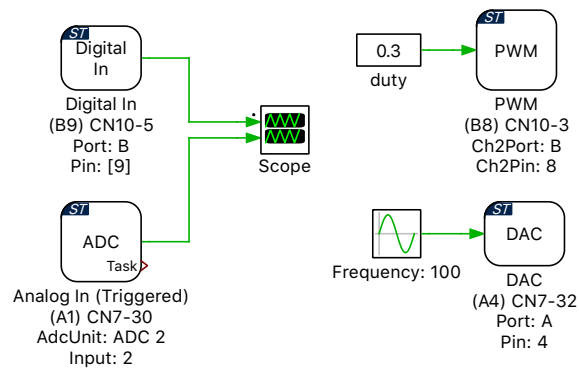 ST
Digital
In
Digital In
(B9) CN10-5
Port: B
Pin: [9]
Scope
0.3
duty
ST
PWM
PWM
(B8) CN10-3
Ch2Port: B
Ch2Pin: 8
ST
ADC
Task
Analog In (Triggered)
(A1) CN7-30
AdcUnit: ADC 2
Input: 2
Frequency: 100
ST
DAC
DAC
(A4) CN7-32
Port: A
Pin: 4